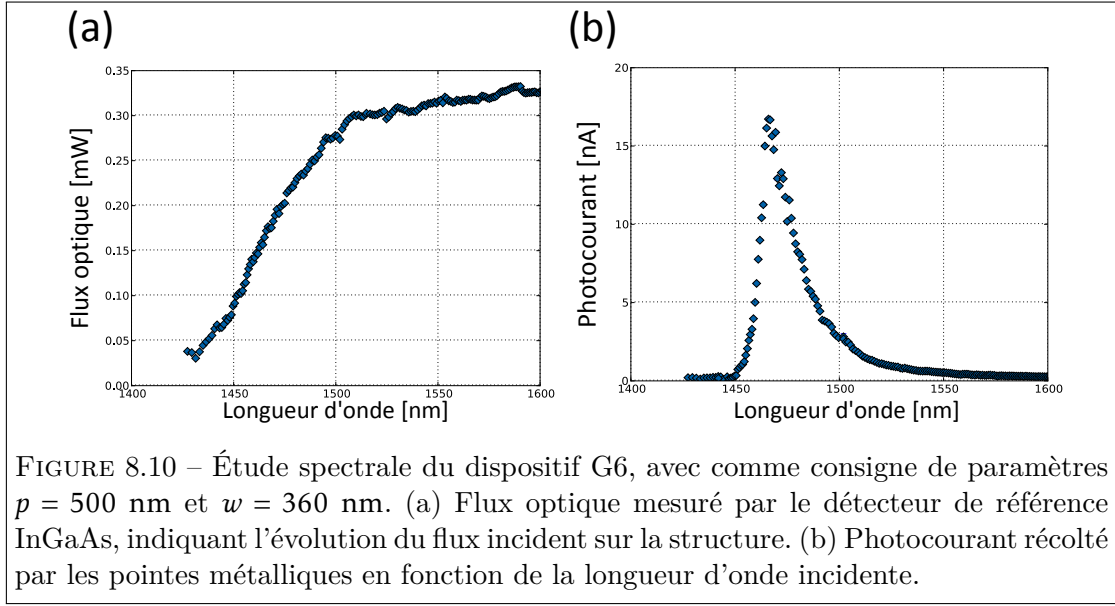 (a)
(b)
0.35
0.30
0.25
0.20
0.15
0.10
0.05
0.00
1400
1450
1500
1550
1600
Flux optique [mW]
Longueur d'onde [nm]
20
15
10
5
0
1400
1450
1500
1550
1600
Photocourant [nA]
Longueur d'onde [nm]
FIGURE 8.10 – Étude spectrale du dispositif G6, avec comme consigne de paramètres
p = 500 nm et w = 360 nm. (a) Flux optique mesuré par le détecteur de référence
InGaAs, indiquant l'évolution du flux incident sur la structure. (b) Photocourant récolté
par les pointes métalliques en fonction de la longueur d'onde incidente.